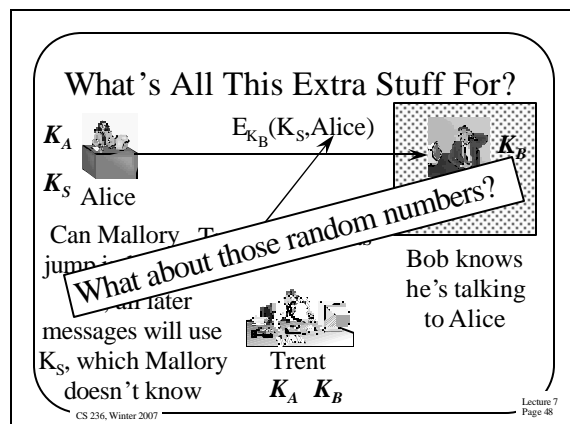 What's All This Extra Stuff For?
K_A
E_{K_B}(K_S,Alice)
K_B
K_S
Alice
What about those random numbers?
Can Mallory
jump
later
messages will use
K_S, which Mallory
doesn't know
Bob knows
he's talking
to Alice
Trent
K_A K_B
CS 236, Winter 2007
Lecture 7
Page 48